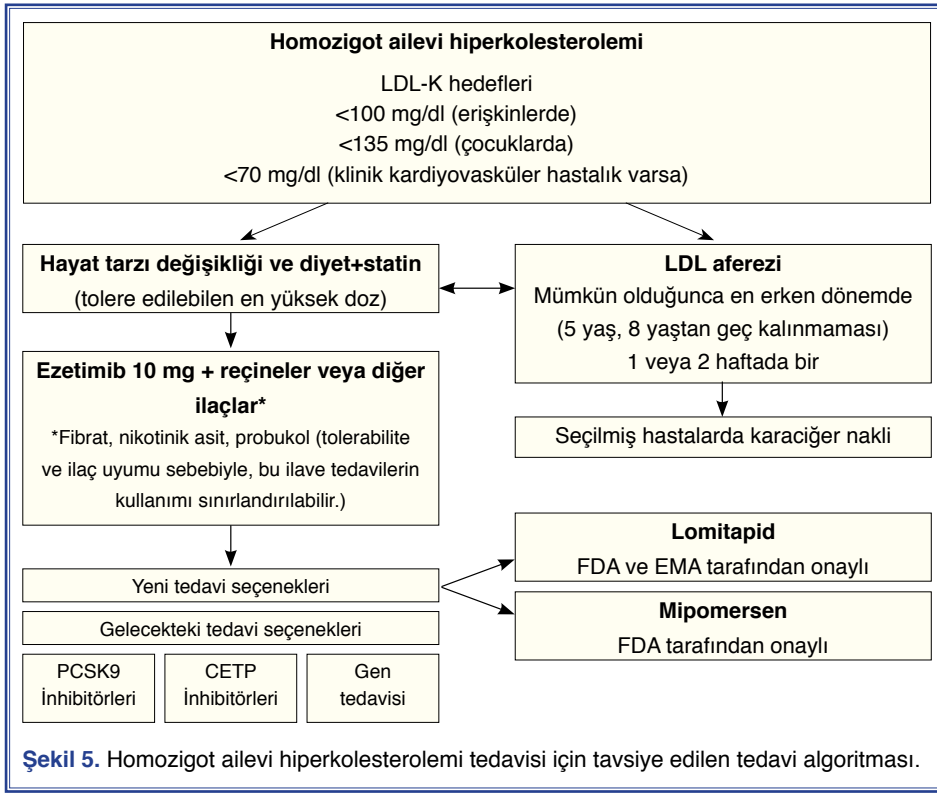 Homozigot ailevi hiperkolesterolemi
LDL-K hedefleri
<100 mg/dl (erişkinlerde)
<135 mg/dl (çocuklarda)
<70 mg/dl (klinik kardiyovasküler hastalık varsa)
Hayat tarzı değişikliği ve diyet+statin
(tolere edilebilen en yüksek doz)
LDL aferezi
Mümkün olduğunca en erken dönemde
(5 yaş, 8 yaştan geç kalınmaması)
1 veya 2 haftada bir
Ezetimib 10 mg + reçineler veya diğer
ilaçlar*
*Fibrat, nikotinik asit, probukol (tolerabilite
ve ilaç uyumu sebebiyle, bu ilave tedavilerin
kullanımı sınırlandırılabilir.)
Seçilmiş hastalarda karaciğer nakli
Yeni tedavi seçenekleri
Lomitapid
FDA ve EMA tarafından onaylı
Mipomersen
FDA tarafından onaylı
Gelecekteki tedavi seçenekleri
PCSK9
İnhibitörleri
CETP
İnhibitörleri
Gen
tedavisi
Şekil 5. Homozigot ailevi hiperkolesterolemi tedavisi için tavsiye edilen tedavi algoritması.